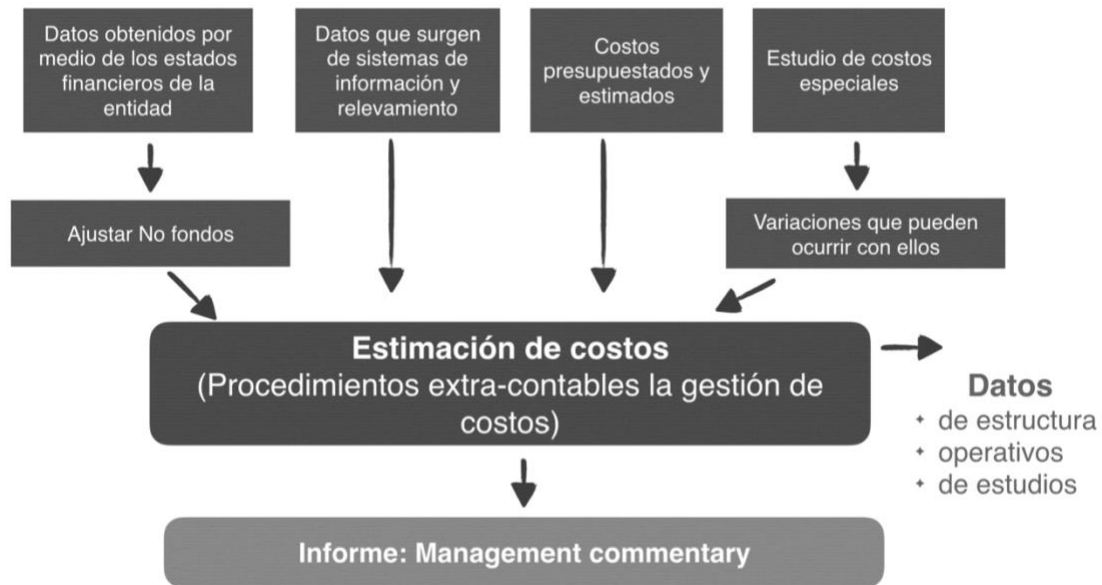 Datos obtenidos por
medio de los estados
financieros de la
entidad
Datos que surgen
de sistemas de
información y
relevamiento
Costos
presupuestados y
estimados
Estudio de costos
especiales
Ajustar No fondos
Variaciones que pueden
ocurrir con ellos
Estimación de costos
(Procedimientos extra-contables la gestión de
costos)
Datos
de estructura
operativos
de estudios
Informe: Management commentary